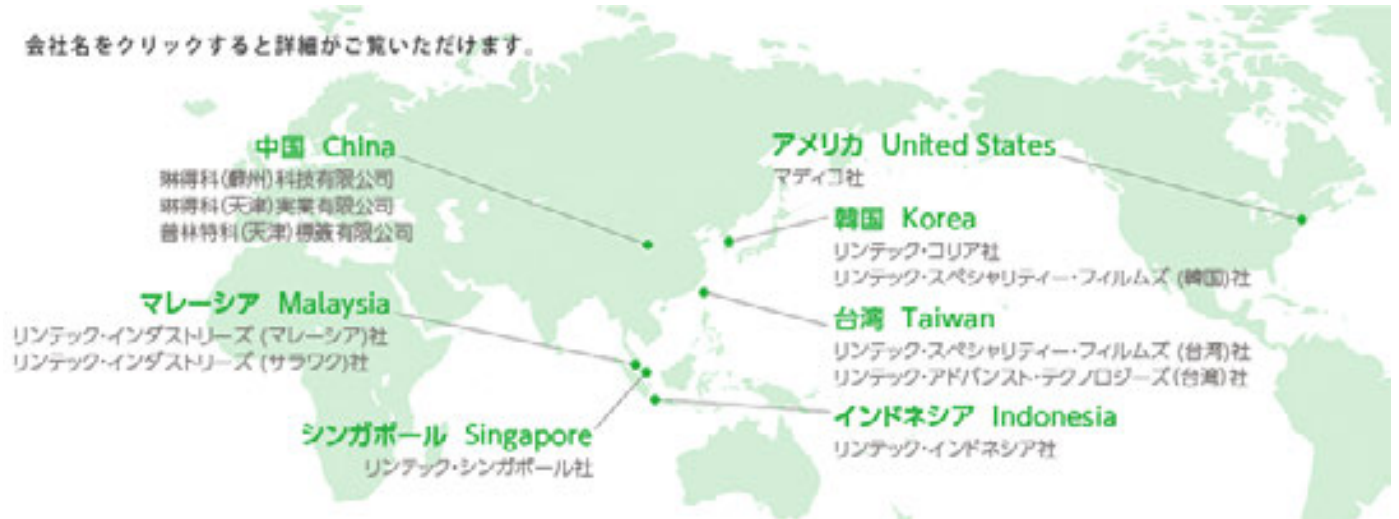 会社名をクリックすると詳細がご覧いただけます。
中国 China
琳得科(蘇州)科技有限公司
琳得科(天津)実業有限公司
普林特科(天津)標簽有限公司
マレーシア Malaysia
リンテック・インダストリーズ (マレーシア)社
リンテック・インダストリーズ (サラワク)社
シンガポール Singapore
リンテック・シンガポール社
アメリカ United States
マディコ社
韓国 Korea
リンテック・コリア社
リンテック・スペシャリティー・フィルムズ (韓国)社
台湾 Taiwan
リンテック・スペシャリティー・フィルムズ (台湾)社
リンテック・アドバンスト・テクノロジーズ(台湾)社
インドネシア Indonesia
リンテック・インドネシア社